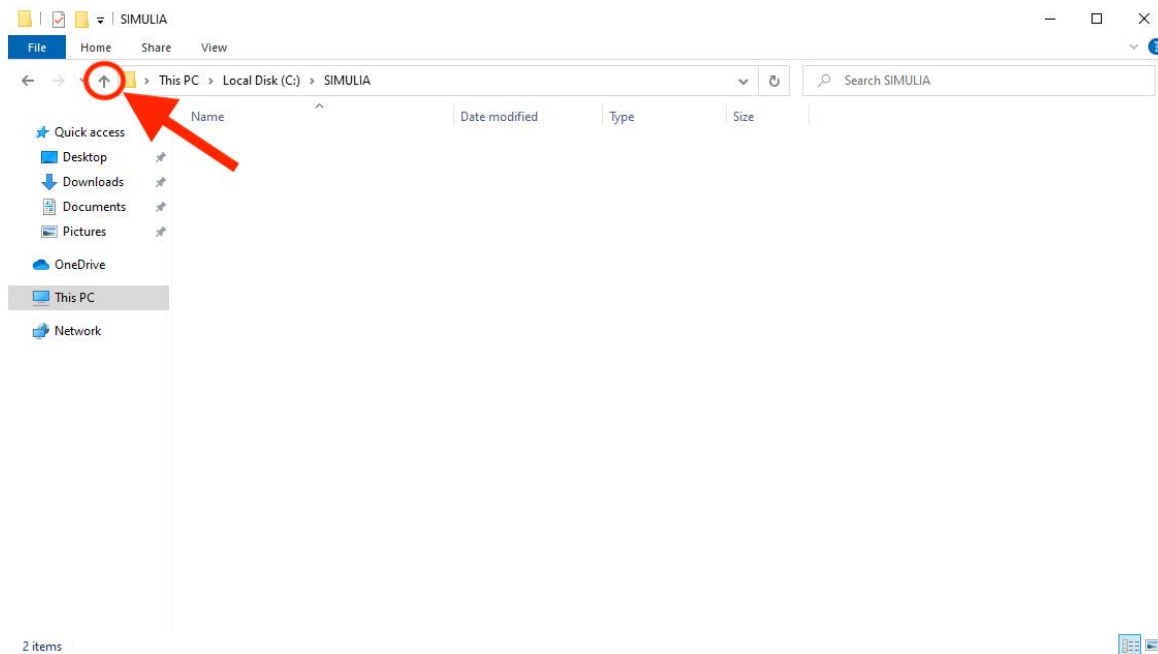 SIMULIA
File Home Share View
This PC Local Disk (C:) SIMULIA Search SIMULIA
Name Date modified Type Size
Quick access
Desktop
Downloads
Documents
Pictures
OneDrive
This PC
Network
2 items